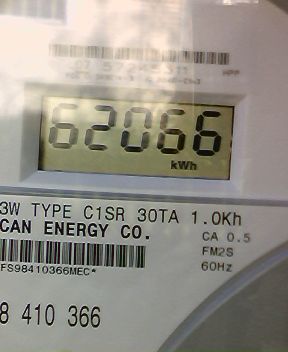 62066
kWh
3W TYPE C1SR 30TA 1.0Kh
CAN ENERGY CO.
CA 0.5
FM2S
60Hz
FS98410366MEC*
8 410 366